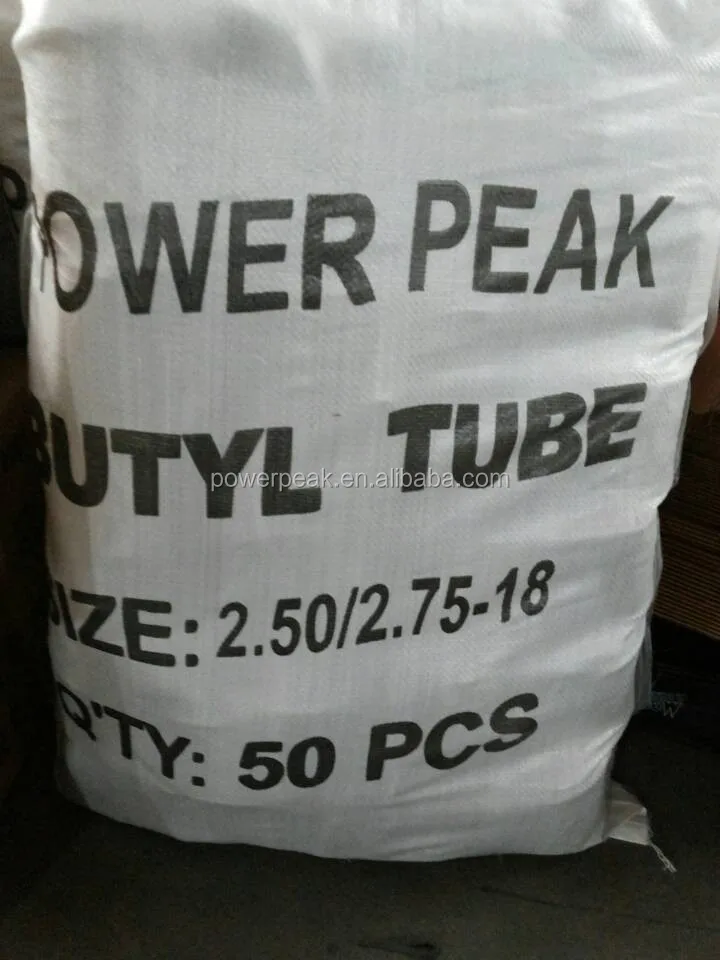 POWER PEAK
BUTYL TUBE
powerpeak.en.alibaba.com
SIZE: 2.50/2.75-18
Q'TY: 50 PCS